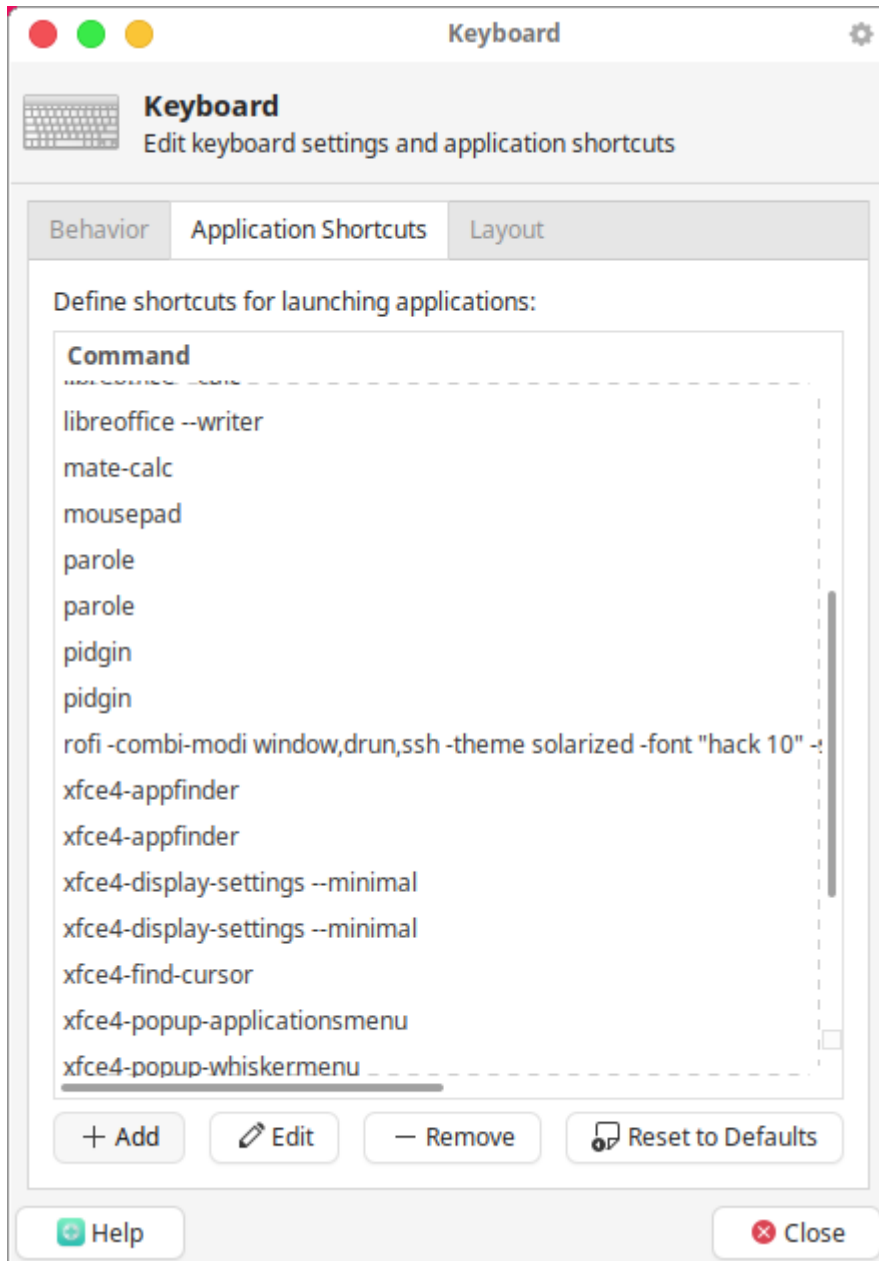 Keyboard
Keyboard
Edit keyboard settings and application shortcuts
Behavior Application Shortcuts Layout
Define shortcuts for launching applications:
Command
libreoffice --writer
mate-calc
mousepad
parole
parole
pidgin
pidgin
rofi -combi-modi window,drun,ssh -theme solarized -font "hack 10"
xfce4-appfinder
xfce4-appfinder
xfce4-display-settings --minimal
xfce4-display-settings --minimal
xfce4-find-cursor
xfce4-popup-applicationsmenu
xfce4-popup-whiskermenu
Add Edit Remove Reset to Defaults
Help Close